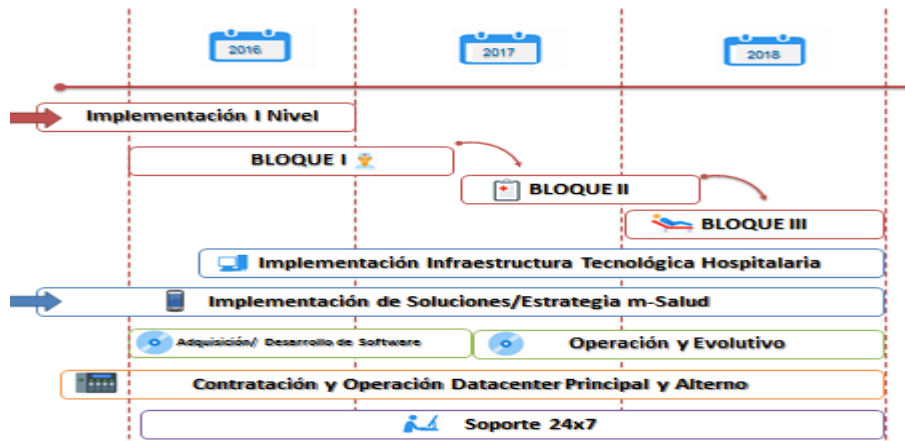 2016
2017
2018
Implementación I Nivel
BLOQUE I
BLOQUE II
BLOQUE III
Implementación Infraestructura Tecnológica Hospitalaria
Implementación de Soluciones/Estrategia m-Salud
Adquisición/ Desarrollo de Software
Operación y Evolutivo
Contratación y Operación Datacenter Principal y Alterno
Soporte 24x7